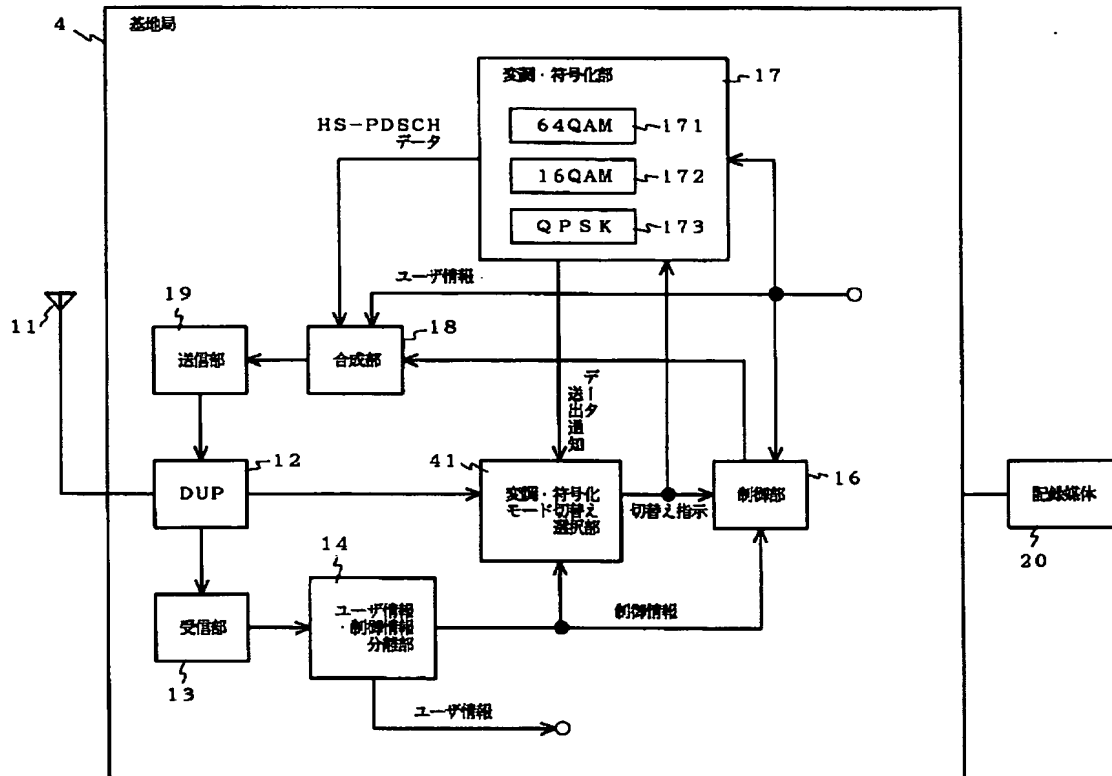 4
基地局
変調・符号化部
17
64QAM
171
16QAM
172
QPSK
173
HS-PDSCH
データ
ユーザ情報
11
19
送信部
合成部
18
データ
送出通知
12
DUP
41
変調・符号化
モード切替え
選択部
切替え指示
制御部
16
記録媒体
20
受信部
13
14
ユーザ情報
・制御情報
分離部
制御情報
ユーザ情報